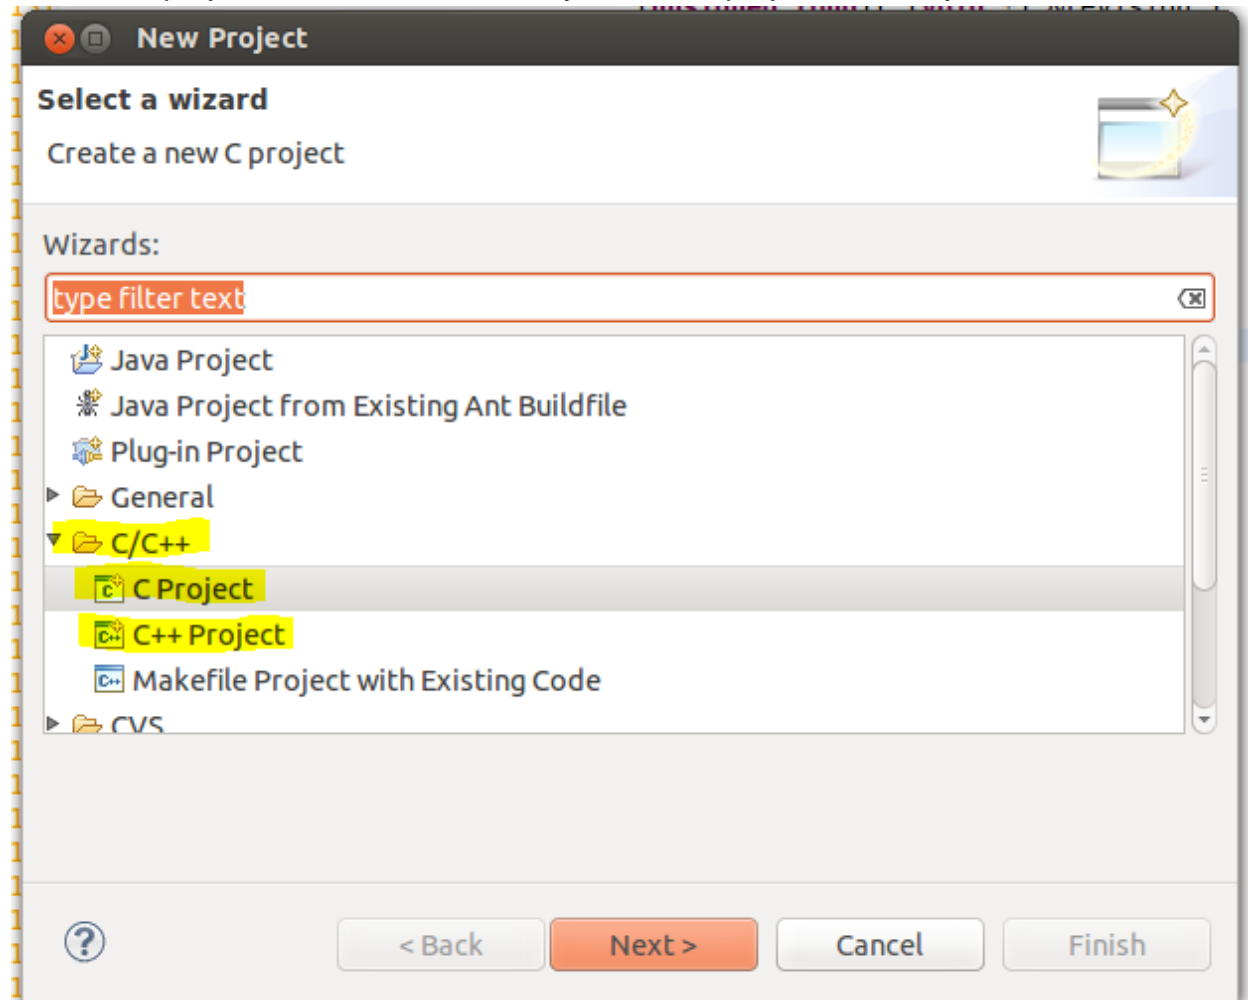 New Project
Select a wizard
Create a new C project
Wizards:
type filter text
Java Project
Java Project from Existing Ant Buildfile
Plug-in Project
General
C/C++
C Project
C++ Project
Makefile Project with Existing Code
CVS
< Back Next > Cancel Finish